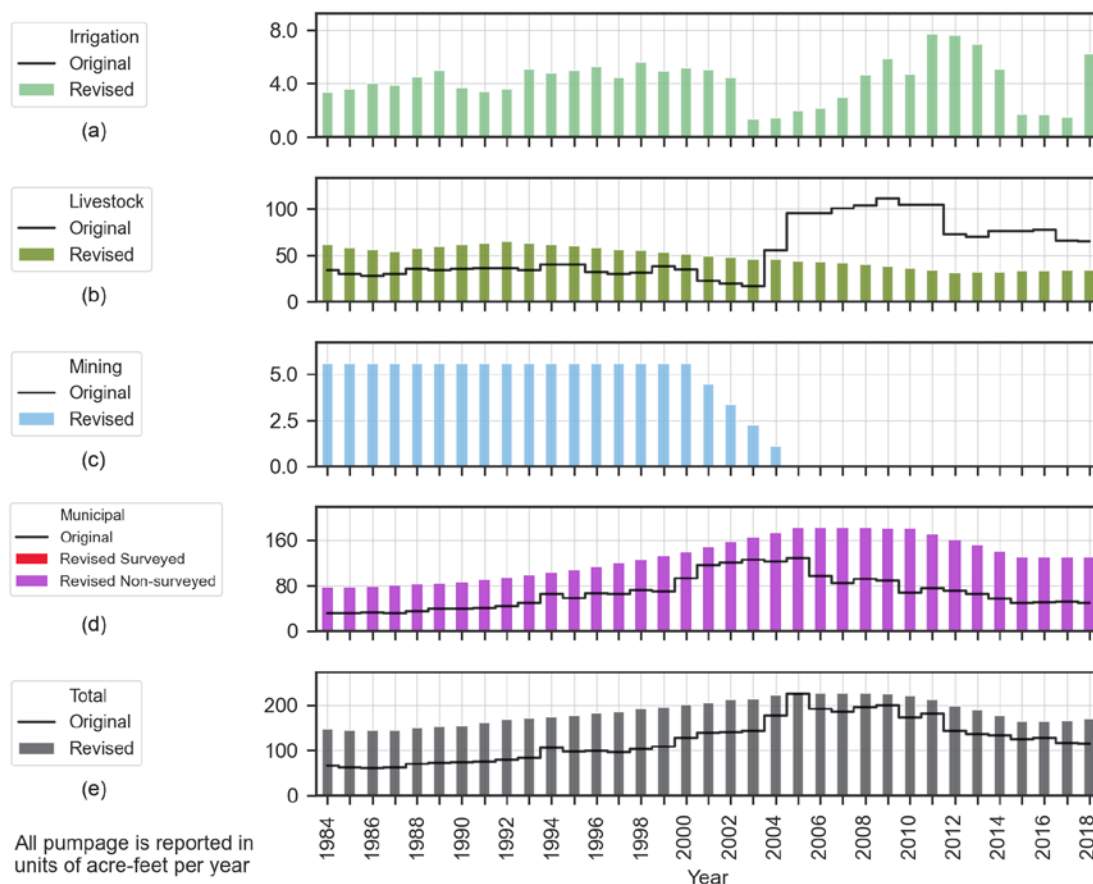 Irrigation
Original
Revised
(a)
8.0
4.0
0.0
Livestock
Original
Revised
(b)
100
50
0
Mining
Original
Revised
(c)
5.0
2.5
0.0
Municipal
Original
Revised Surveyed
Revised Non-surveyed
(d)
160
80
0
Total
Original
Revised
(e)
200
100
0
1984
1986
1988
1990
1992
1994
1996
1998
2000
2002
2004
2006
2008
2010
2012
2014
2016
2018
Year
All pumpage is reported in
units of acre-feet per year